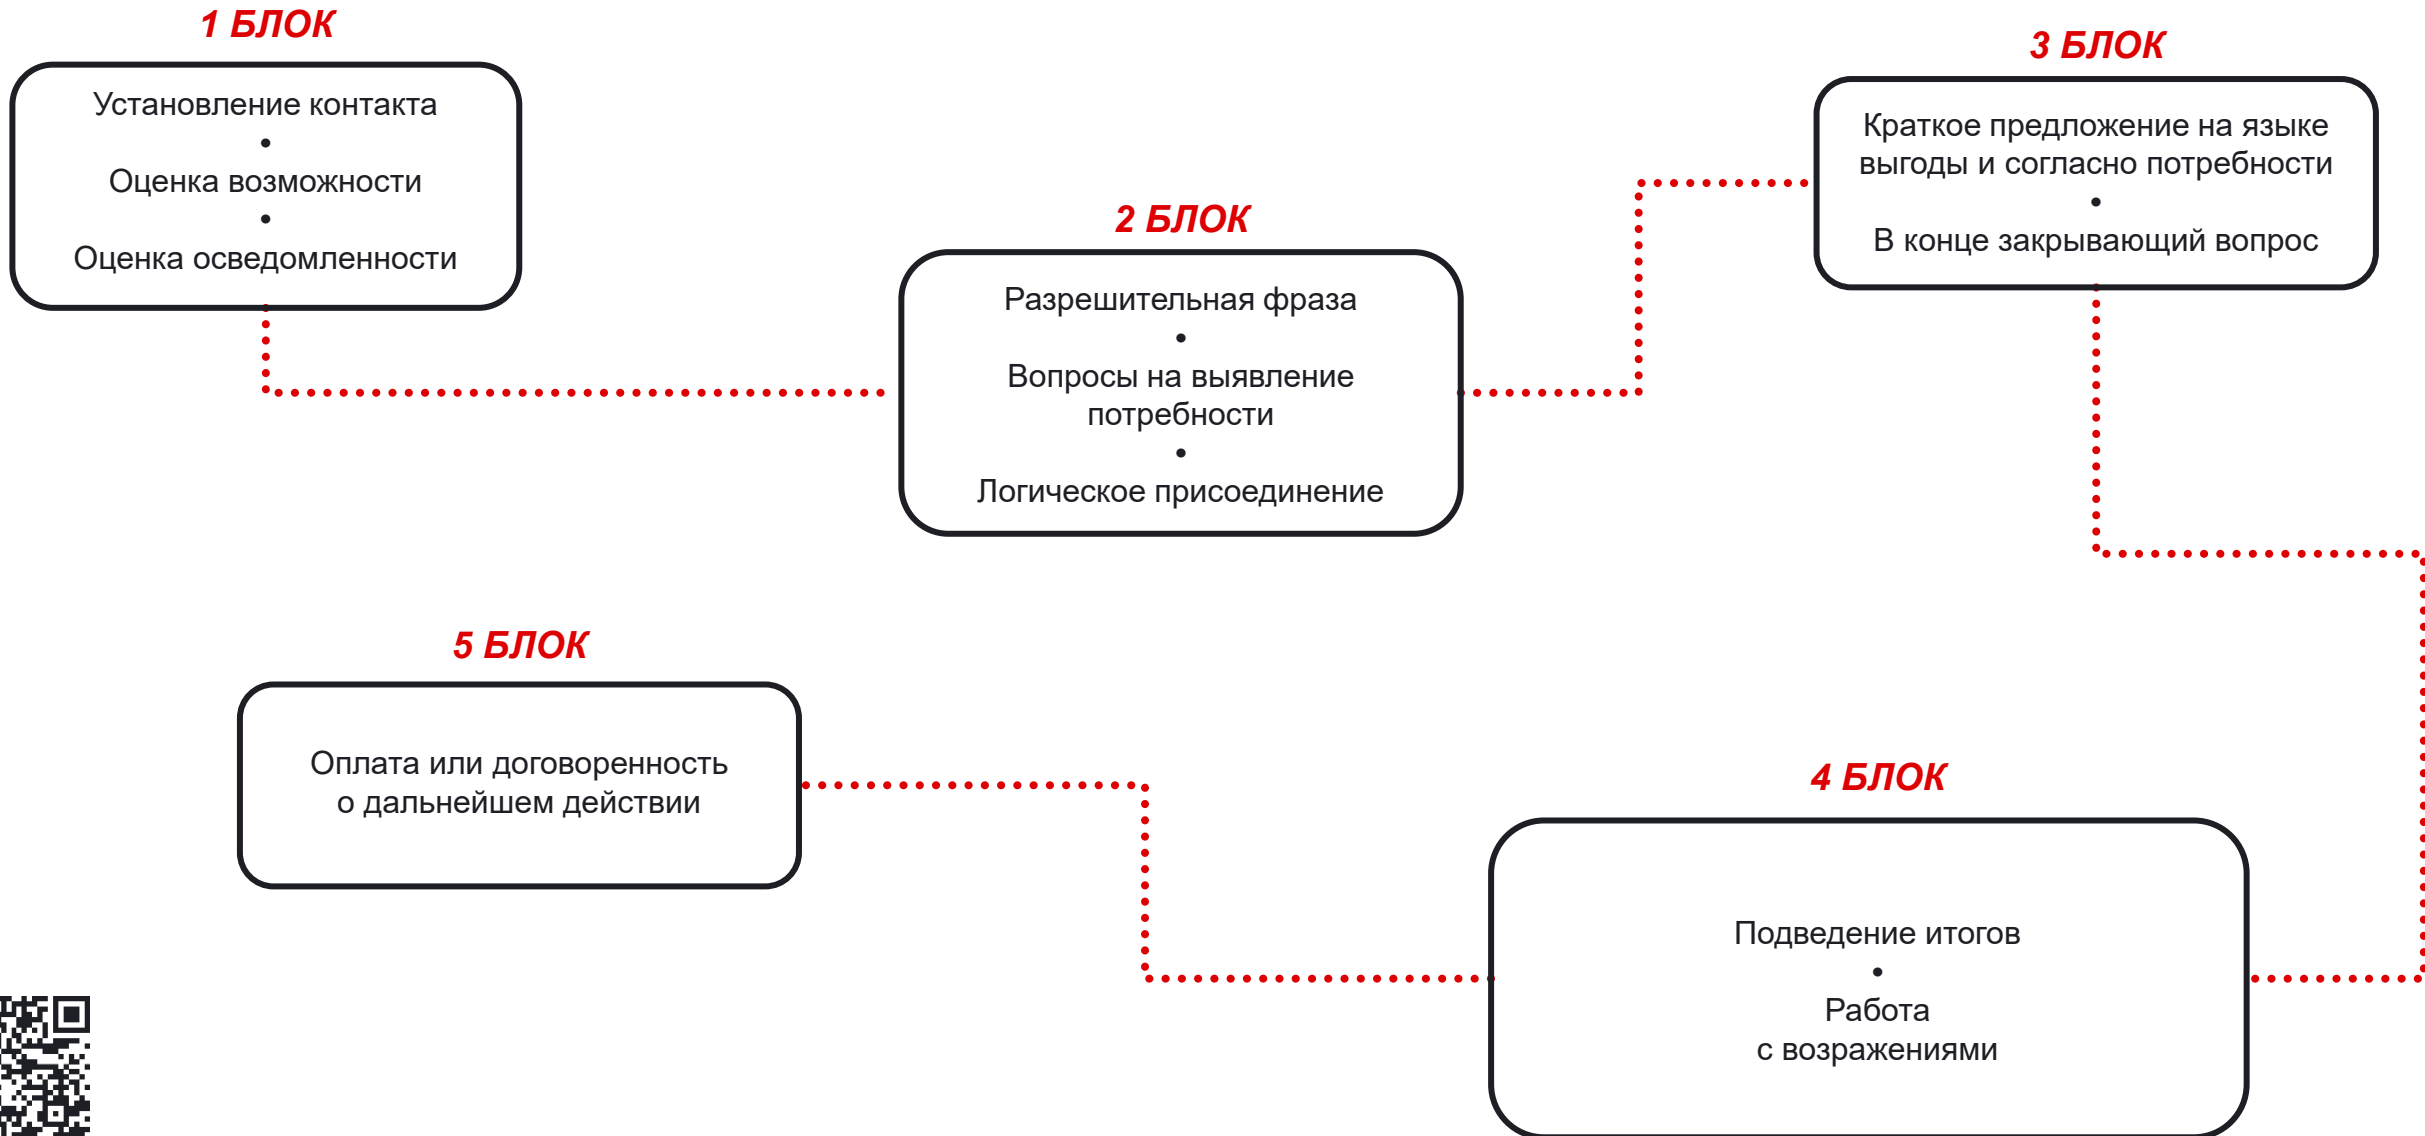 1 БЛОК
Установление контакта
•
Оценка возможности
•
Оценка осведомленности
2 БЛОК
Разрешительная фраза
•
Вопросы на выявление
потребности
•
Логическое присоединение
3 БЛОК
Краткое предложение на языке
выгоды и согласно потребности
•
В конце закрывающий вопрос
4 БЛОК
Подведение итогов
•
Работа
с возражениями
5 БЛОК
Оплата или договоренность
о дальнейшем действии